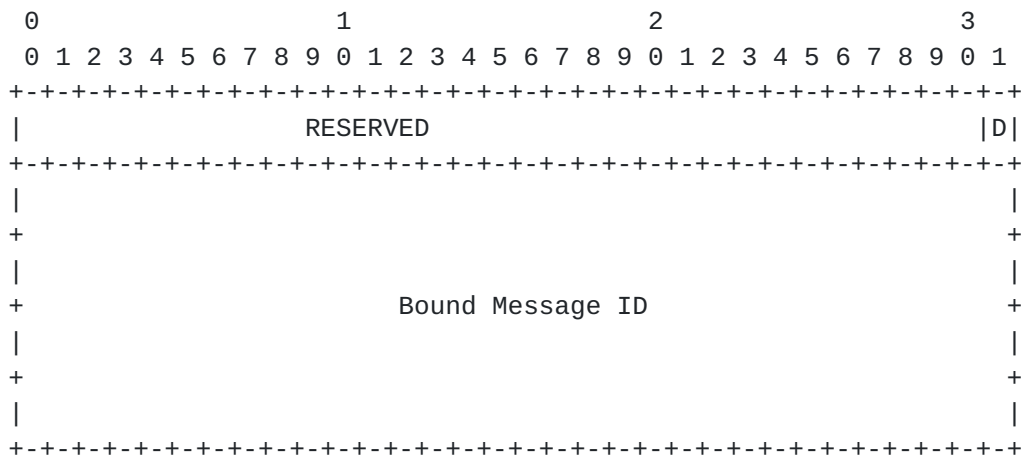 0                   1                   2                   3
 0 1 2 3 4 5 6 7 8 9 0 1 2 3 4 5 6 7 8 9 0 1 2 3 4 5 6 7 8 9 0 1
+-+-+-+-+-+-+-+-+-+-+-+-+-+-+-+-+-+-+-+-+-+-+-+-+-+-+-+-+-+-+-+-+
|                  RESERVED                                   |D|
+-+-+-+-+-+-+-+-+-+-+-+-+-+-+-+-+-+-+-+-+-+-+-+-+-+-+-+-+-+-+-+-+
|                                                               |
+                                                               +
|                                                               |
+                        Bound Message ID                       +
|                                                               |
+                                                               +
|                                                               |
+-+-+-+-+-+-+-+-+-+-+-+-+-+-+-+-+-+-+-+-+-+-+-+-+-+-+-+-+-+-+-+-+